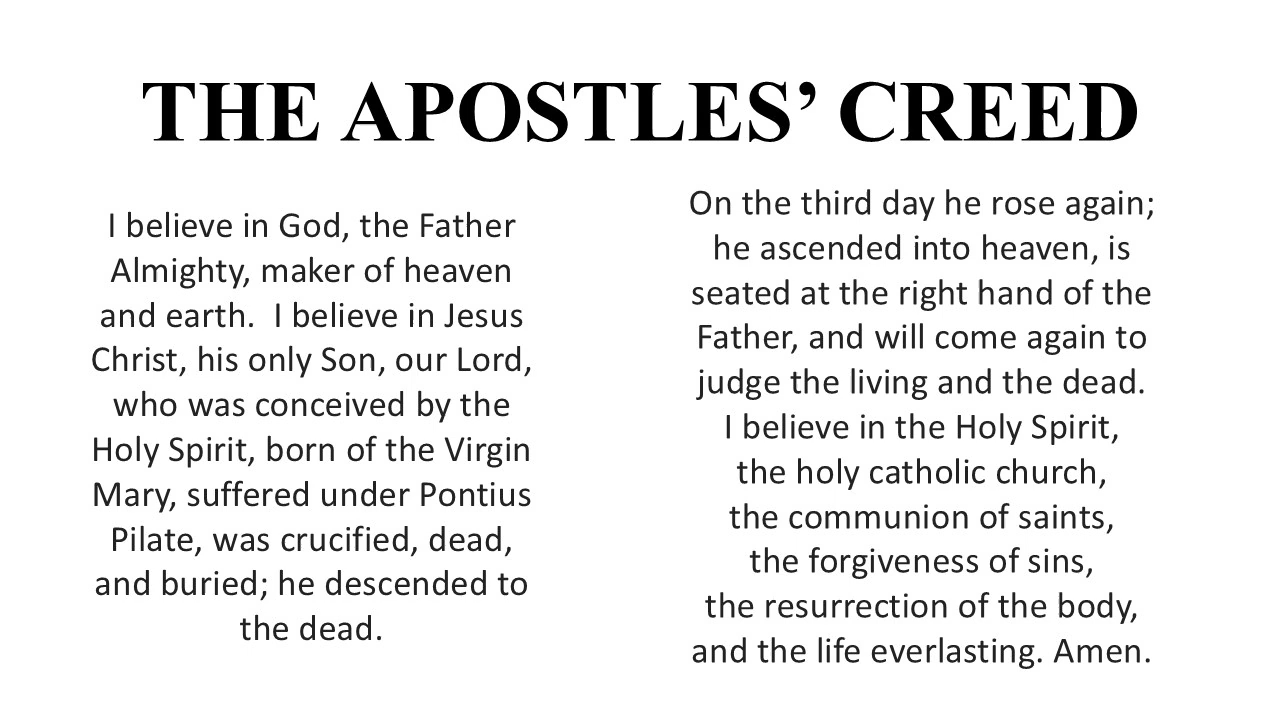 THE APOSTLES’ CREED
I believe in God, the Father
Almighty, maker of heaven
and earth.  I believe in Jesus
Christ, his only Son, our Lord,
who was conceived by the
Holy Spirit, born of the Virgin
Mary, suffered under Pontius
Pilate, was crucified, dead,
and buried; he descended to
the dead.
On the third day he rose again;
he ascended into heaven, is
seated at the right hand of the
Father, and will come again to
judge the living and the dead.
I believe in the Holy Spirit,
the holy catholic church,
the communion of saints,
the forgiveness of sins,
the resurrection of the body,
and the life everlasting. Amen.